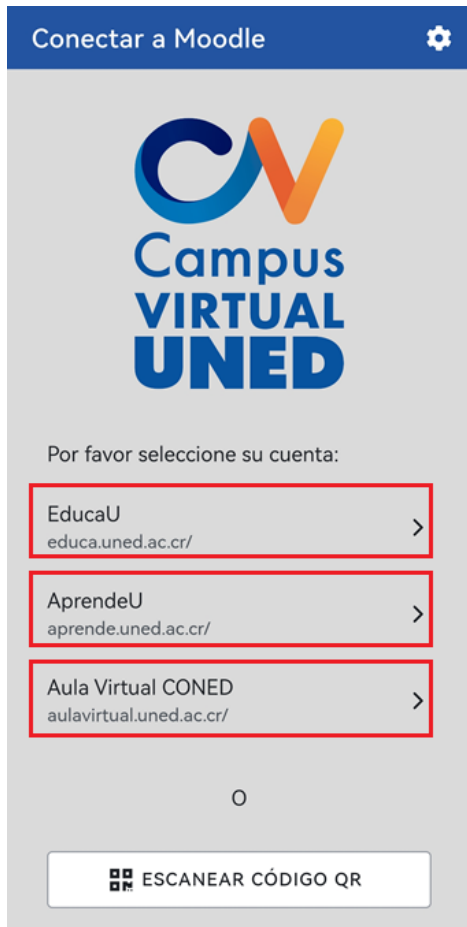 Conectar a Moodle
CV
Campus
VIRTUAL
UNED
Por favor seleccione su cuenta:
EducaU
educa.uned.ac.cr/
AprendeU
aprende.uned.ac.cr/
Aula Virtual CONED
aulavirtual.uned.ac.cr/
O
ESCANEAR CÓDIGO QR